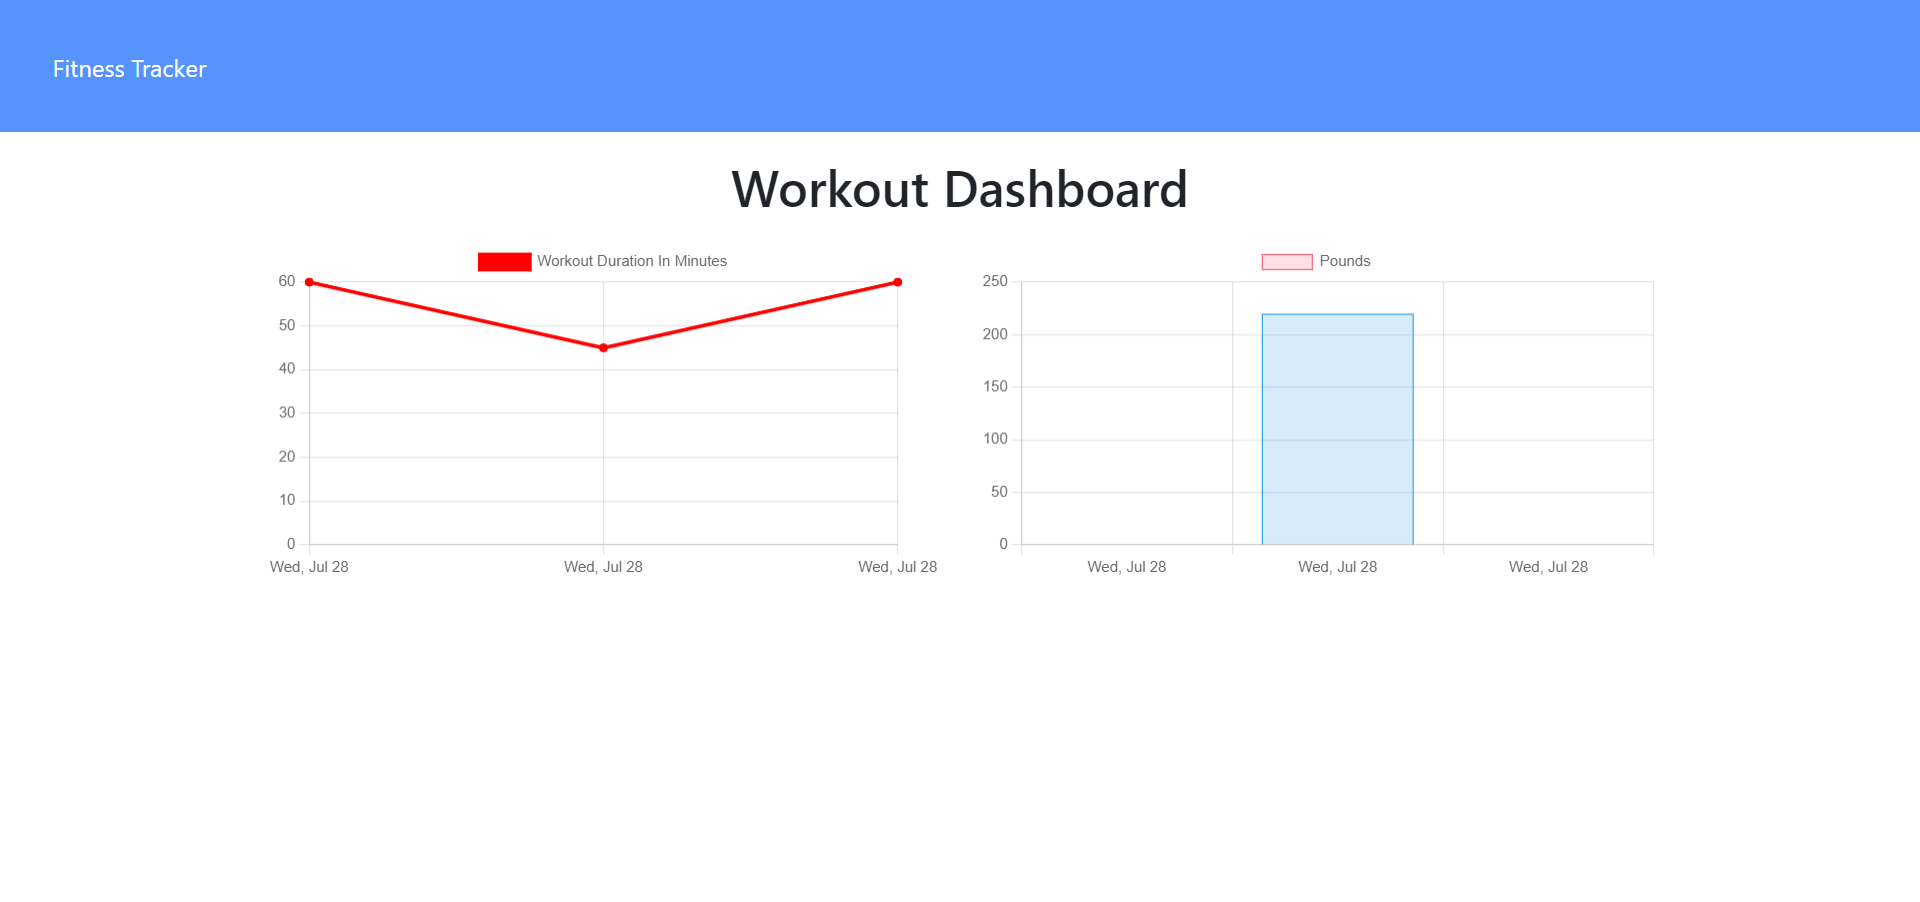 Fitness Tracker
Workout Dashboard
Workout Duration In Minutes
60
50
40
30
20
10
0
Wed, Jul 28 Wed, Jul 28 Wed, Jul 28
Pounds
250
200
150
100
50
0
Wed, Jul 28 Wed, Jul 28 Wed, Jul 28